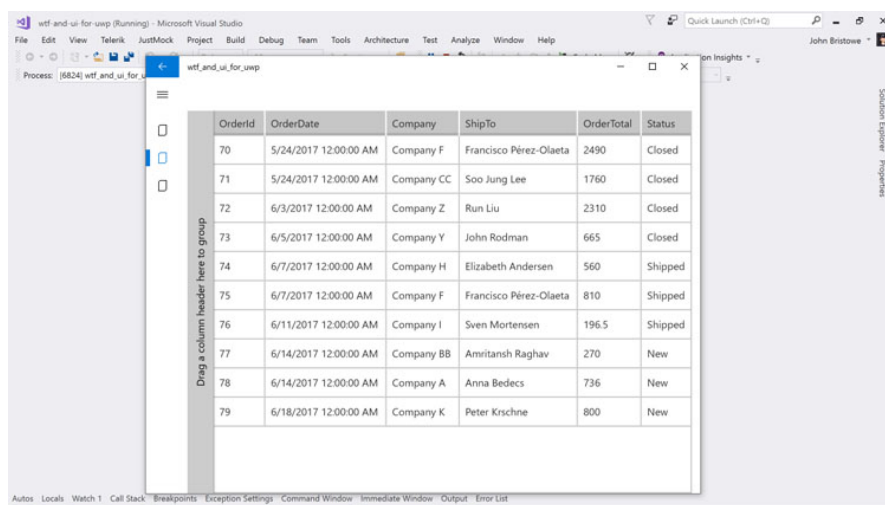 wtf-and-ui-for-uwp (Running) - Microsoft Visual Studio
Quick Launch (Ctrl+Q)
File Edit View Telerik JustMock Project Build Debug Team Tools Architecture Test Analyze Window Help
John Bristowe
on Insights
Process: [6824] wtf_and_ui_for_u
wtf_and_ui_for_uwp
Solution Explorer
Properties
Drag a column header here to group
OrderId OrderDate Company ShipTo OrderTotal Status
70 5/24/2017 12:00:00 AM Company F Francisco Pérez-Olaeta 2490 Closed
71 5/24/2017 12:00:00 AM Company CC Soo Jung Lee 1760 Closed
72 6/3/2017 12:00:00 AM Company Z Run Liu 2310 Closed
73 6/5/2017 12:00:00 AM Company Y John Rodman 665 Closed
74 6/7/2017 12:00:00 AM Company H Elizabeth Andersen 560 Shipped
75 6/7/2017 12:00:00 AM Company F Francisco Pérez-Olaeta 810 Shipped
76 6/11/2017 12:00:00 AM Company I Sven Mortensen 196.5 Shipped
77 6/14/2017 12:00:00 AM Company BB Amritansh Raghav 270 New
78 6/14/2017 12:00:00 AM Company A Anna Bedecs 736 New
79 6/18/2017 12:00:00 AM Company K Peter Krschne 800 New
Autos Locals Watch 1 Call Stack Breakpoints Exception Settings Command Window Immediate Window Output Error List